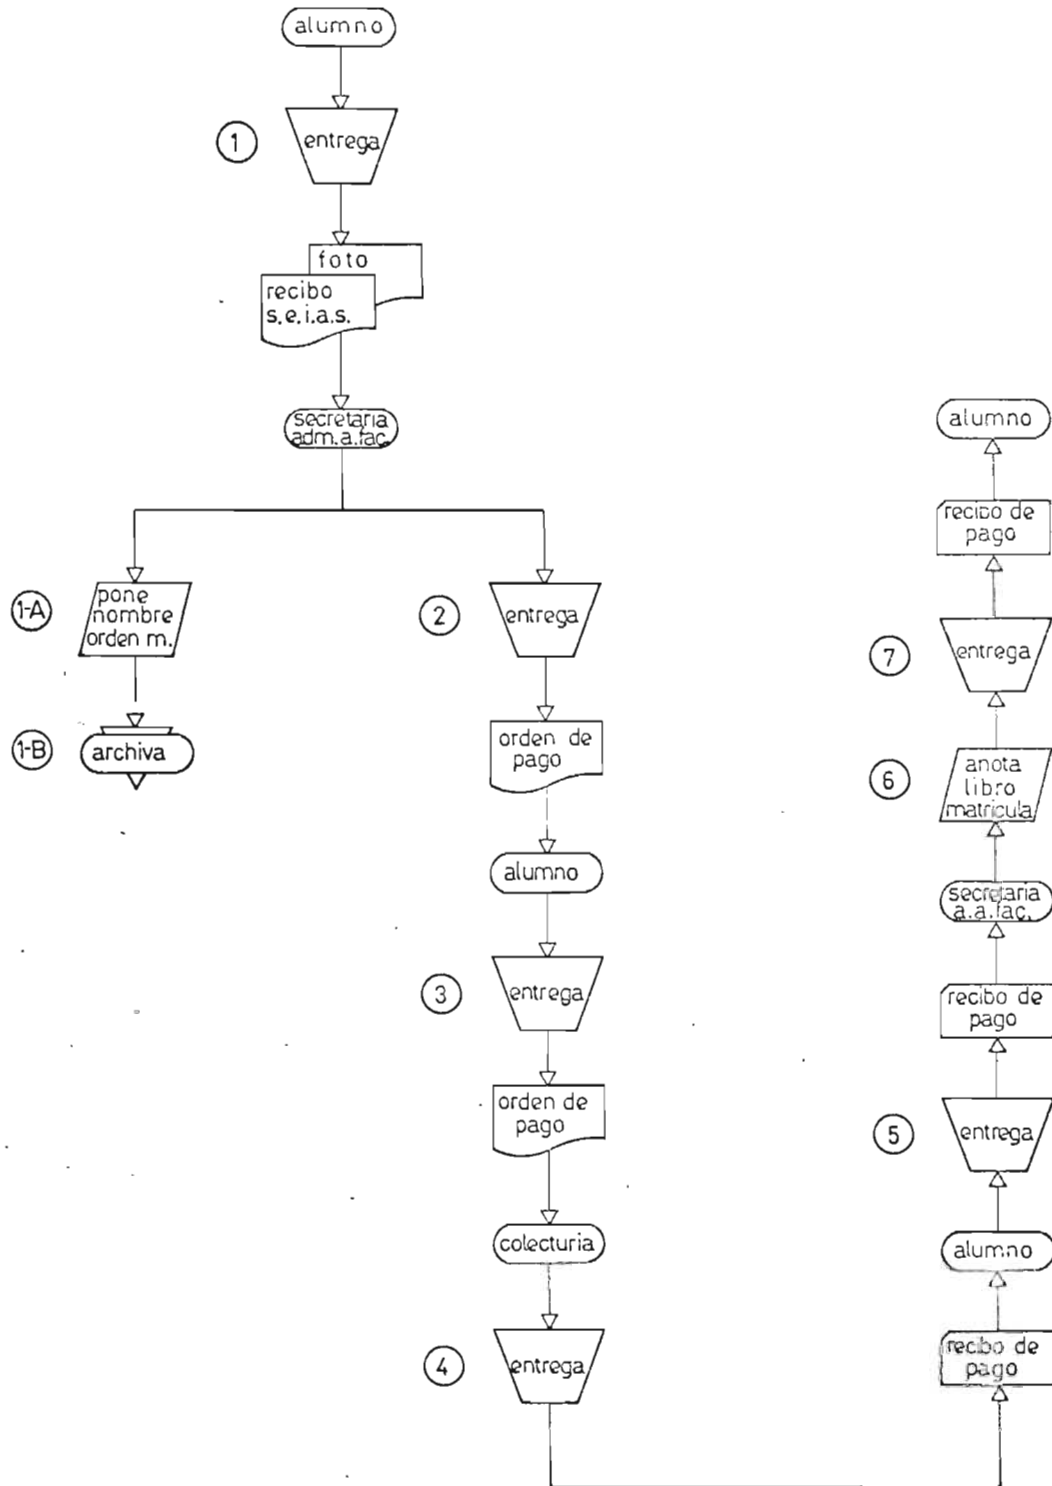 alumno
1
entrega
foto
recibo
s.e.i.a.s.
secretaria
adm.a.fac.
1-A
pone
nombre
orden m.
1-B
archiva
2
entrega
orden de
pago
alumno
3
entrega
orden de
pago
colecturia
4
entrega
recibo de
pago
alumno
5
entrega
recibo de
pago
secretaria
a.a.fac.
6
anota
libro
matrícula
7
entrega
recibo de
pago
alumno